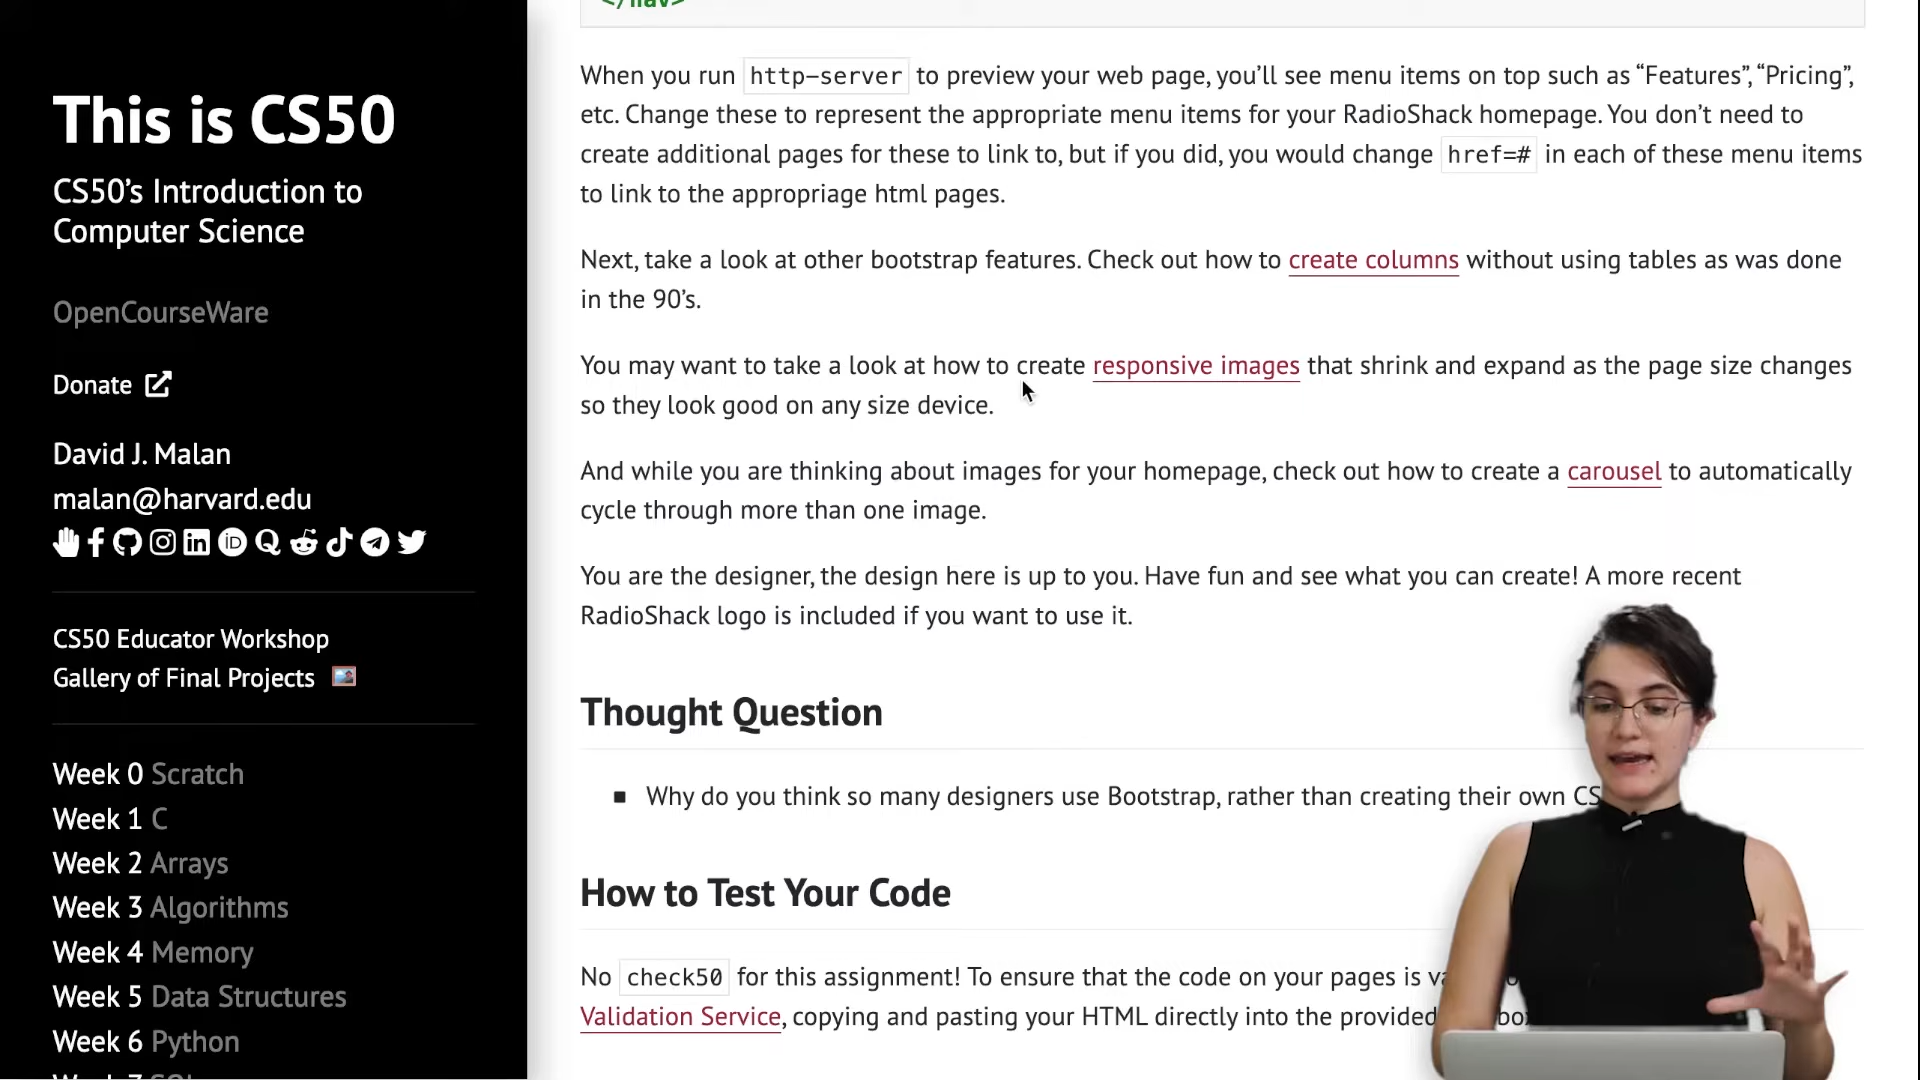 This is CS50
CS50’s Introduction to
Computer Science
OpenCourseWare
Donate
David J. Malan
malan@harvard.edu
CS50 Educator Workshop
Gallery of Final Projects
Week 0 Scratch
Week 1 C
Week 2 Arrays
Week 3 Algorithms
Week 4 Memory
Week 5 Data Structures
Week 6 Python
</nav>
When you run http-server to preview your web page, you’ll see menu items on top such as “Features”, “Pricing”,
etc. Change these to represent the appropriate menu items for your RadioShack homepage. You don’t need to
create additional pages for these to link to, but if you did, you would change href=# in each of these menu items
to link to the appropriage html pages.
Next, take a look at other bootstrap features. Check out how to create columns without using tables as was done
in the 90’s.
You may want to take a look at how to create responsive images that shrink and expand as the page size changes
so they look good on any size device.
And while you are thinking about images for your homepage, check out how to create a carousel to automatically
cycle through more than one image.
You are the designer, the design here is up to you. Have fun and see what you can create! A more recent
RadioShack logo is included if you want to use it.
Thought Question
Why do you think so many designers use Bootstrap, rather than creating their own
How to Test Your Code
No check50 for this assignment! To ensure that the code on your pages is
Validation Service, copying and pasting your HTML directly into the provided